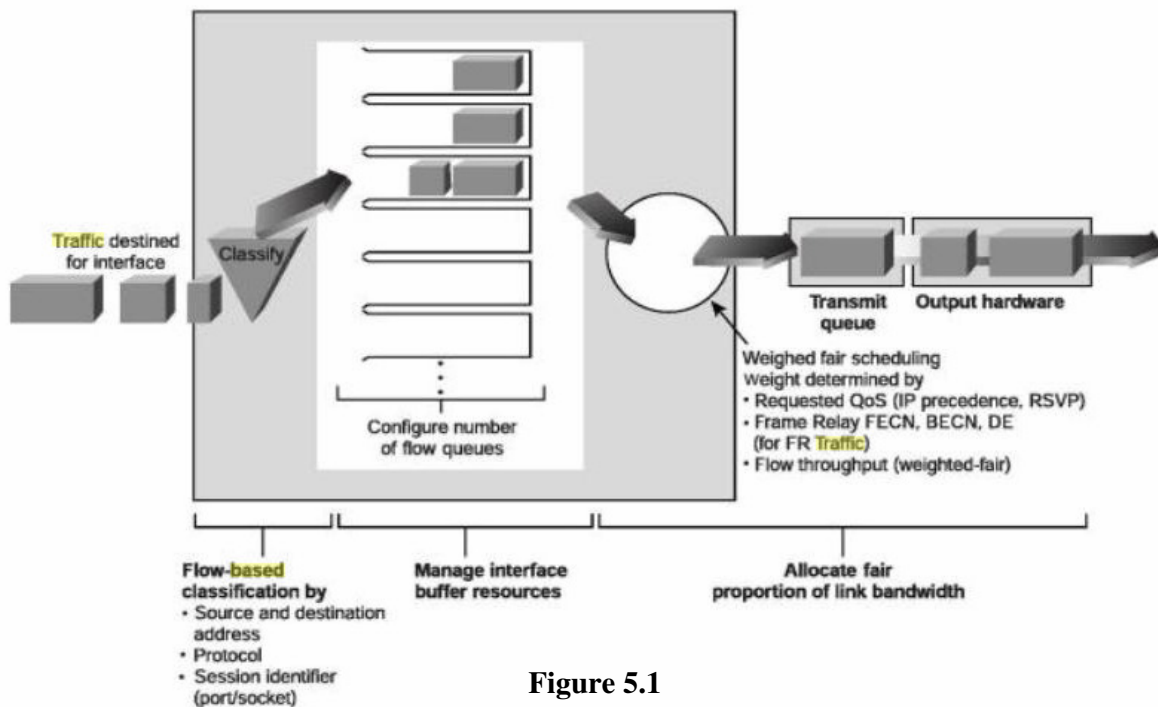 Traffic destined
for interface
Classify
Configure number
of flow queues
Transmit
queue
Output hardware
Weighed fair scheduling
Weight determined by
• Requested QoS (IP precedence, RSVP)
• Frame Relay FECN, BECN, DE
(for FR Traffic)
• Flow throughput (weighted-fair)
Flow-based
classification by
• Source and destination
address
• Protocol
• Session identifier
(port/socket)
Manage interface
buffer resources
Allocate fair
proportion of link bandwidth
Figure 5.1